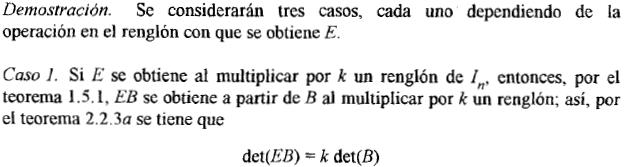 Demostración. Se considerarán tres casos, cada uno dependiendo de la
operación en el renglón con que se obtiene E.
Caso 1. Si E se obtiene al multiplicar por k un renglón de Iₙ, entonces, por el
teorema 1.5.1, EB se obtiene a partir de B al multiplicar por k un renglón; así, por
el teorema 2.2.3a se tiene que
det(EB) = k det(B)